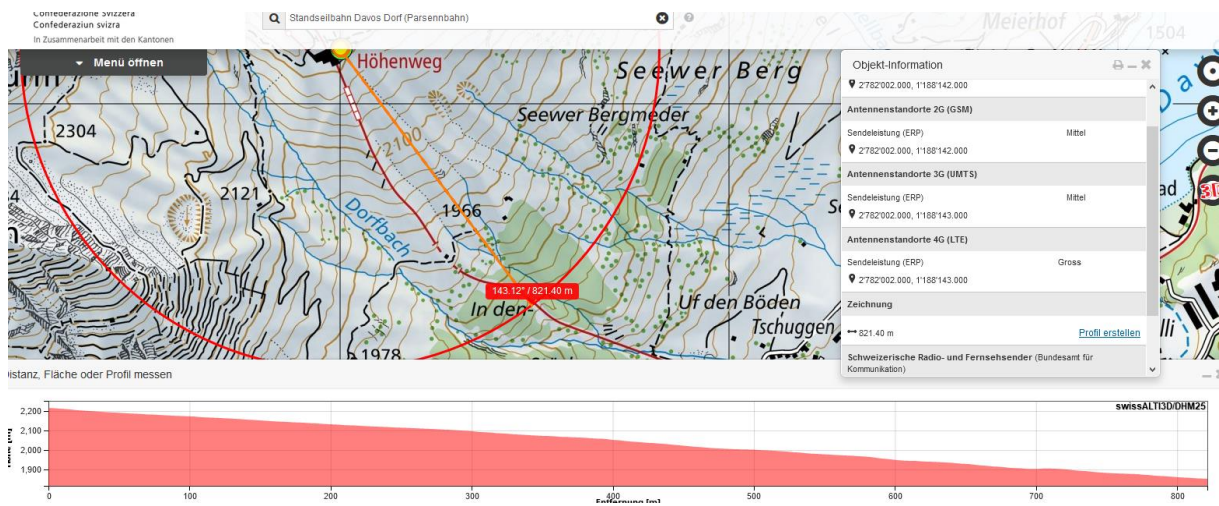 Confederazione Svizzera
Confederaziun svizra
In Zusammenarbeit mit den Kantonen
Menü öffnen
Standseilbahn Davos Dorf (Parsennbahn)
Meierhof
1504
Höhenweg
Seewer Berg
Seewer Bergmeder
2304
2100
2121
1966
Dorfbach
143.12° / 821.40 m
In den
Uf den Böden
Tschuggen
1978
3D
Objekt-Information
2'782'002.000, 1'188'142.000
Antennenstandorte 2G (GSM)
Sendeleistung (ERP) Mittel
2'782'002.000, 1'188'142.000
Antennenstandorte 3G (UMTS)
Sendeleistung (ERP) Mittel
2'782'002.000, 1'188'143.000
Antennenstandorte 4G (LTE)
Sendeleistung (ERP) Gross
2'782'002.000, 1'188'143.000
Zeichnung
821.40 m Profil erstellen
Schweizerische Radio- und Fernsehsender (Bundesamt für
Kommunikation)
Distanz, Fläche oder Profil messen
swissALTI3D/DHM25
2,200
2,100
2,000
1,900
0 100 200 300 400 500 600 700 800
Entfernung [m]